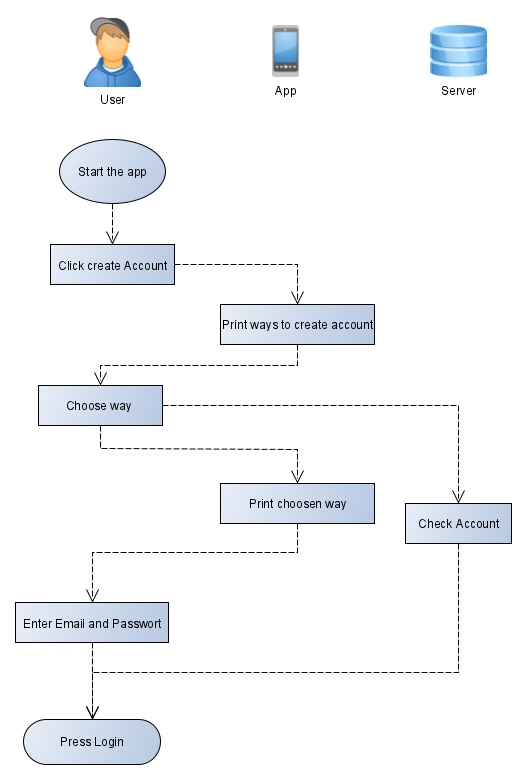 User
App
Server
Start the app
Click create Account
Print ways to create account
Choose way
Print choosen way
Check Account
Enter Email and Passwort
Press Login